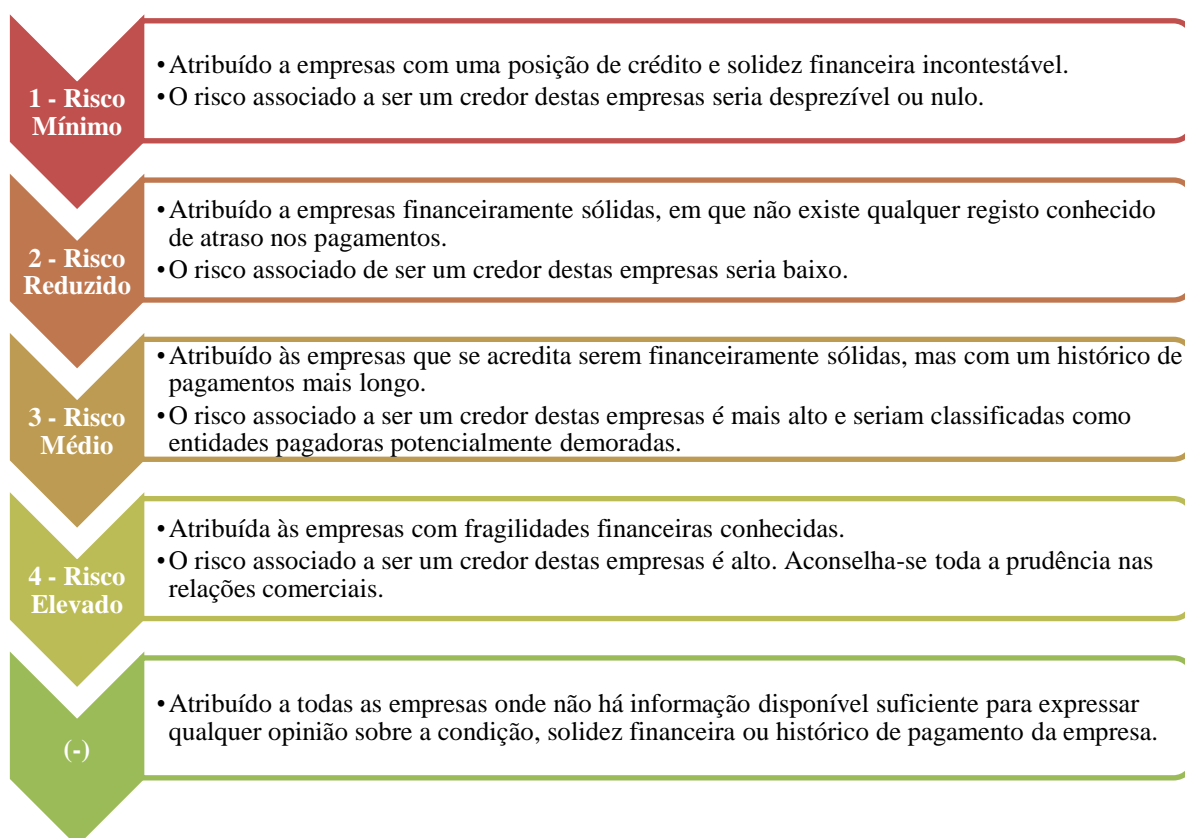 1 - Risco
Mínimo
•Atribuído a empresas com uma posição de crédito e solidez financeira incontestável.
•O risco associado a ser um credor destas empresas seria desprezível ou nulo.
2 - Risco
Reduzido
•Atribuído a empresas financeiramente sólidas, em que não existe qualquer registo conhecido
de atraso nos pagamentos.
•O risco associado de ser um credor destas empresas seria baixo.
3 - Risco
Médio
•Atribuído às empresas que se acredita serem financeiramente sólidas, mas com um histórico de
pagamentos mais longo.
•O risco associado a ser um credor destas empresas é mais alto e seriam classificadas como
entidades pagadoras potencialmente demoradas.
4 - Risco
Elevado
•Atribuída às empresas com fragilidades financeiras conhecidas.
•O risco associado a ser um credor destas empresas é alto. Aconselha-se toda a prudência nas
relações comerciais.
(-)
•Atribuído a todas as empresas onde não há informação disponível suficiente para expressar
qualquer opinião sobre a condição, solidez financeira ou histórico de pagamento da empresa.